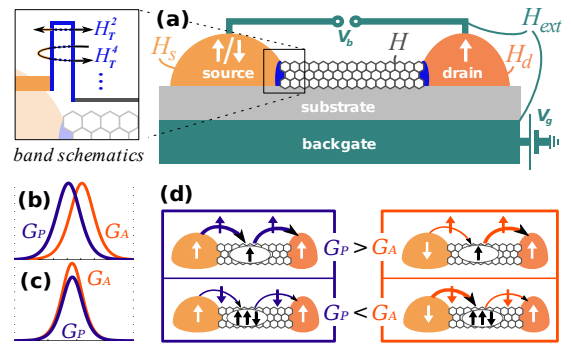 H_T^2
H_T^4
band schematics
(a)
V_b
H_ext
H_s
↑/↓
source
H
↑
drain
H_d
substrate
backgate
V_g
(b)
G_P
G_A
(c)
G_A
G_P
(d)
G_P > G_A
G_P < G_A